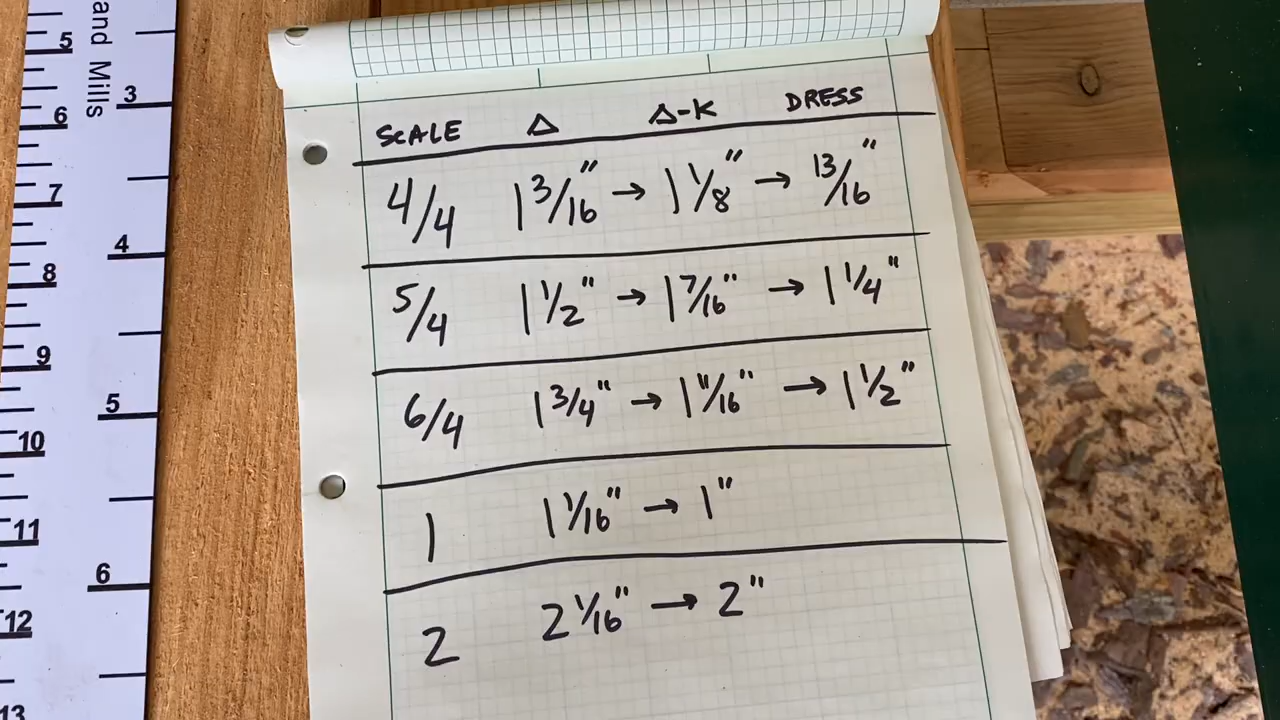 and Mills
5
6
7
8
9
10
11
12
13
3
4
5
6
SCALE Δ Δ-K DRESS
4/4 1 3/16" → 1 1/8" → 13/16"
5/4 1 1/2" → 1 7/16" → 1 1/4"
6/4 1 3/4" → 1 11/16" → 1 1/2"
1 1 1/16" → 1"
2 2 1/16" → 2"